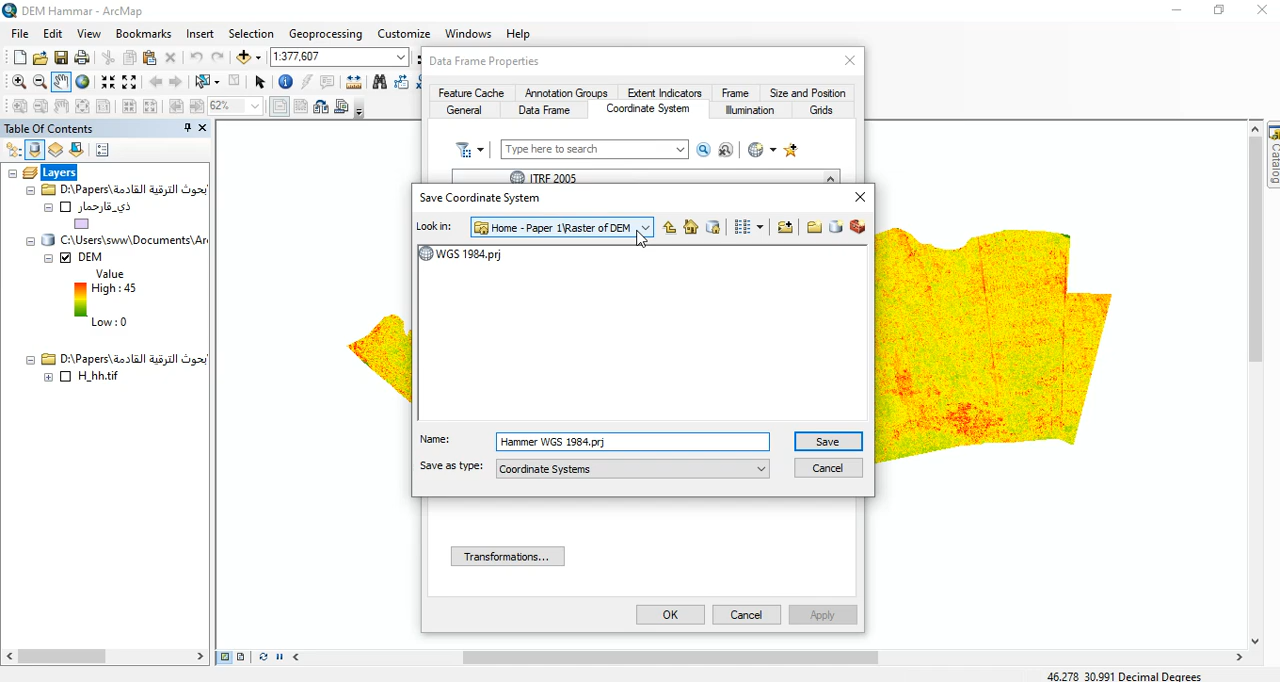 DEM Hammar - ArcMap
File Edit View Bookmarks Insert Selection Geoprocessing Customize Windows Help
1:377,607
62%
Table Of Contents
Layers
D:\Papers\بحوث الترقية القادمة
ذي_قارحمار
C:\Users\sww\Documents\Ar
DEM
Value
High : 45
Low : 0
D:\Papers\بحوث الترقية القادمة
H_hh.tif
Data Frame Properties
Feature Cache Annotation Groups Extent Indicators Frame Size and Position
General Data Frame Coordinate System Illumination Grids
Type here to search
ITRF 2005
Save Coordinate System
Look in: Home - Paper 1\Raster of DEM
WGS 1984.prj
Name: Hammer WGS 1984.prj Save
Save as type: Coordinate Systems Cancel
Transformations...
OK Cancel Apply
Catalog
46.278 30.991 Decimal Degrees